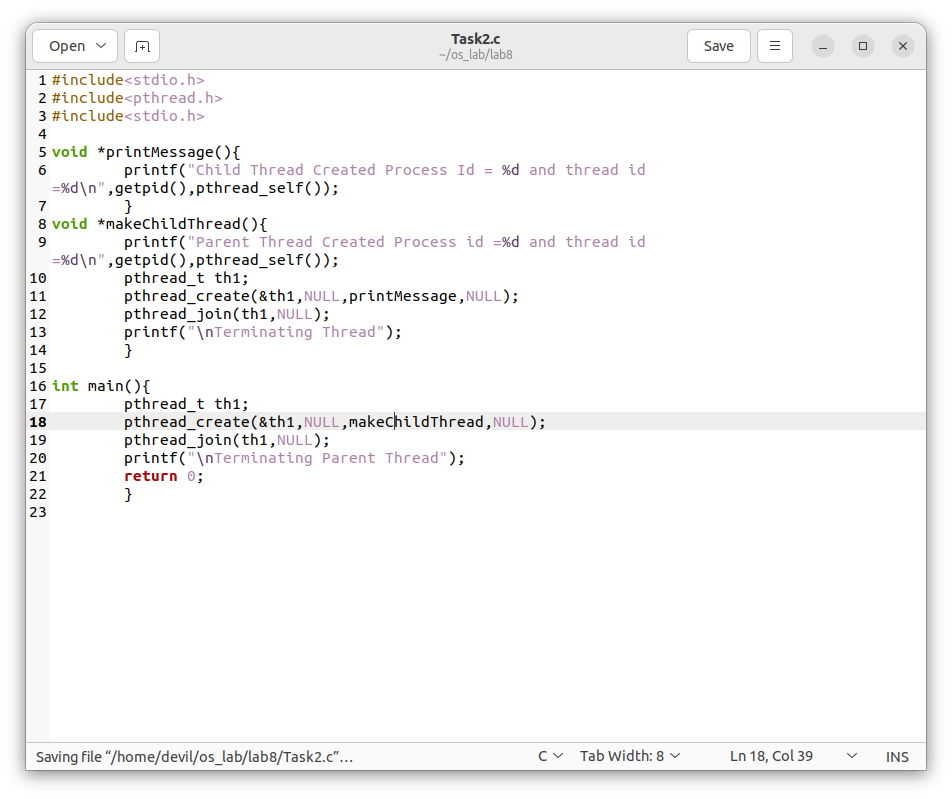 Open
Task2.c
~/os_lab/lab8
Save
1 #include<stdio.h>
2 #include<pthread.h>
3 #include<stdio.h>
4
5 void *printMessage(){
6 printf("Child Thread Created Process Id = %d and thread id
=%d\n",getpid(),pthread_self());
7 }
8 void *makeChildThread(){
9 printf("Parent Thread Created Process id =%d and thread id
=%d\n",getpid(),pthread_self());
10 pthread_t th1;
11 pthread_create(&th1,NULL,printMessage,NULL);
12 pthread_join(th1,NULL);
13 printf("\nTerminating Thread");
14 }
15
16 int main(){
17 pthread_t th1;
18 pthread_create(&th1,NULL,makeChildThread,NULL);
19 pthread_join(th1,NULL);
20 printf("\nTerminating Parent Thread");
21 return 0;
22 }
23
Saving file “/home/devil/os_lab/lab8/Task2.c”… C Tab Width: 8 Ln 18, Col 39 INS